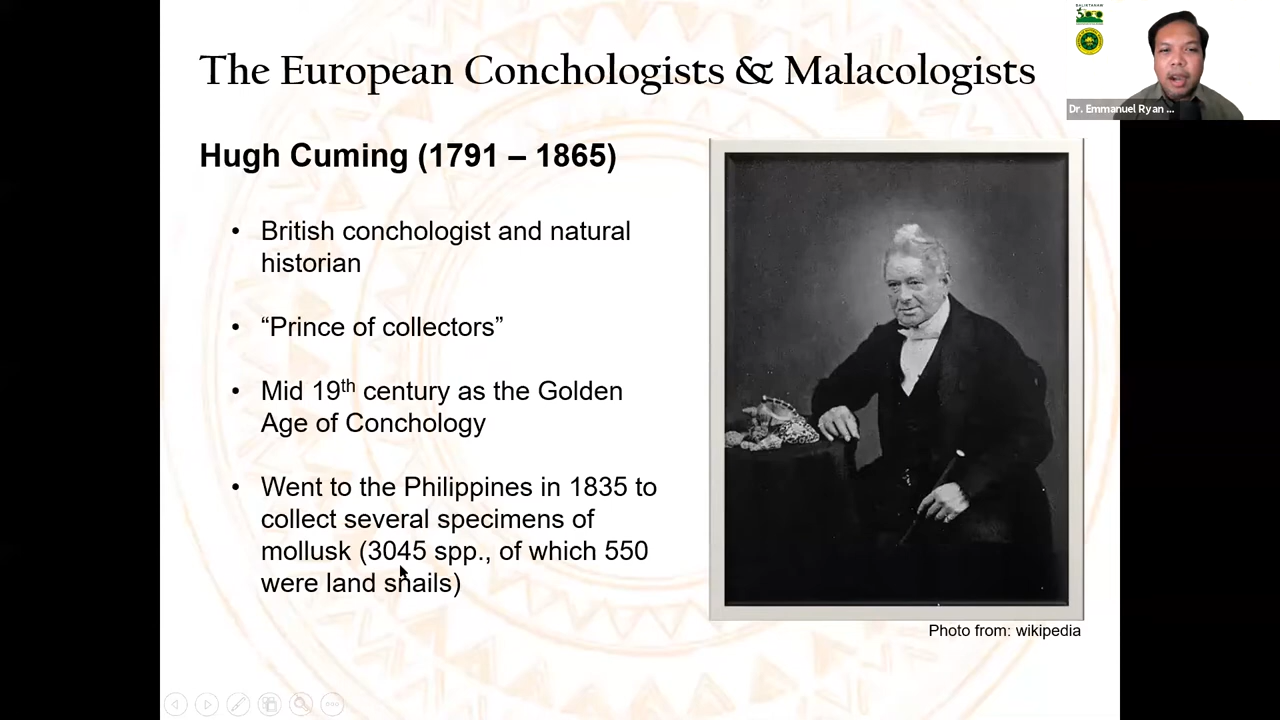 The European Conchologists & Malacologists
Dr. Emmanuel Ryan ...
Hugh Cuming (1791 – 1865)
• British conchologist and natural
historian
• “Prince of collectors”
• Mid 19th century as the Golden
Age of Conchology
• Went to the Philippines in 1835 to
collect several specimens of
mollusk (3045 spp., of which 550
were land snails)
Photo from: wikipedia